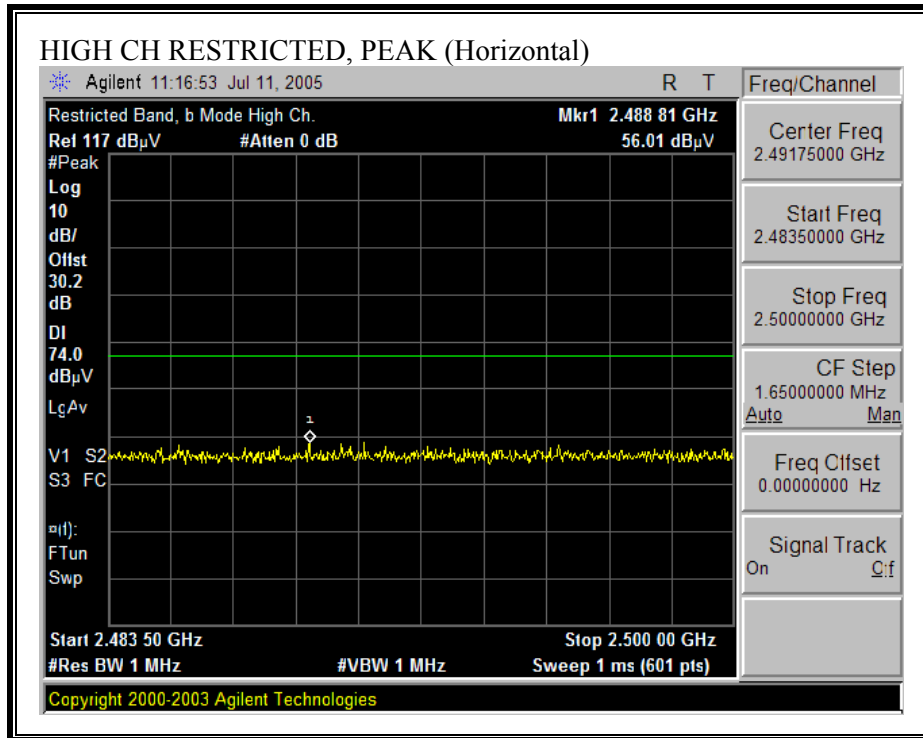 HIGH CH RESTRICTED, PEAK (Horizontal)
Agilent 11:16:53 Jul 11, 2005 R T
Freq/Channel
Restricted Band, b Mode High Ch. Mkr1 2.488 81 GHz
Ref 117 dBµV #Atten 0 dB 56.01 dBµV
#Peak
Log
10
dB/
Offst
30.2
dB
DI
74.0
dBµV
LgAv
1
V1 S2
S3 FC
¤(f):
FTun
Swp
Start 2.483 50 GHz Stop 2.500 00 GHz
#Res BW 1 MHz #VBW 1 MHz Sweep 1 ms (601 pts)
Center Freq
2.49175000 GHz
Start Freq
2.48350000 GHz
Stop Freq
2.50000000 GHz
CF Step
1.65000000 MHz
Auto Man
Freq Offset
0.00000000 Hz
Signal Track
On Off
Copyright 2000-2003 Agilent Technologies